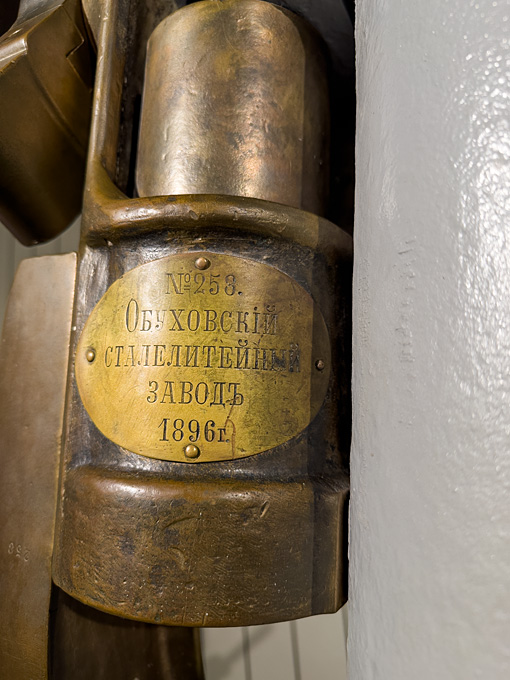 №258.
Обуховскій
сталелитейный
заводъ
1896г.